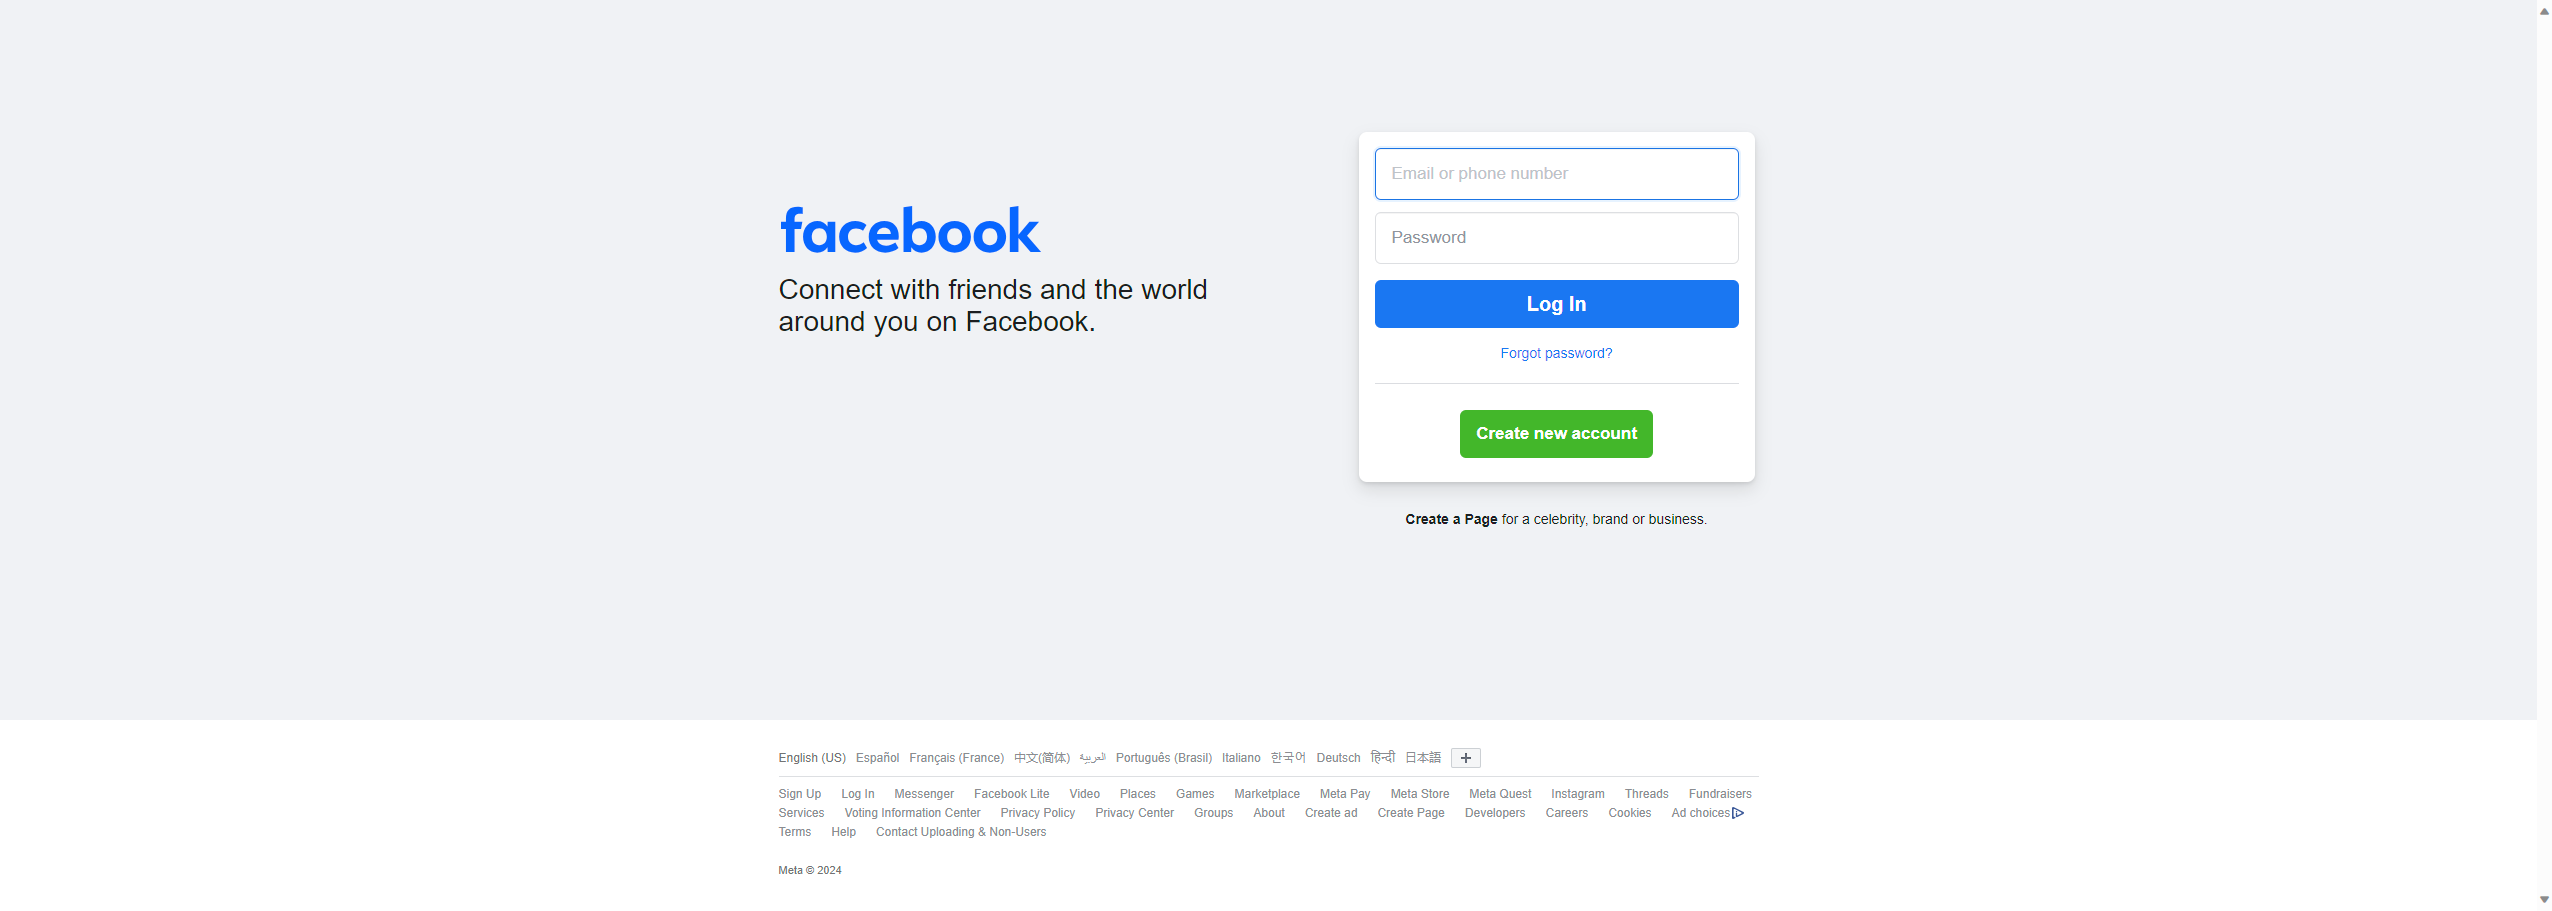 facebook
Connect with friends and the world
around you on Facebook.
Email or phone number
Password
Log In
Forgot password?
Create new account
Create a Page for a celebrity, brand or business.
English (US) Español Français (France) 中文(简体) العربية Português (Brasil) Italiano 한국어 Deutsch हिन्दी 日本語
Sign Up Log In Messenger Facebook Lite Video Places Games Marketplace Meta Pay Meta Store Meta Quest Instagram Threads Fundraisers
Services Voting Information Center Privacy Policy Privacy Center Groups About Create ad Create Page Developers Careers Cookies Ad choices
Terms Help Contact Uploading & Non-Users
Meta © 2024